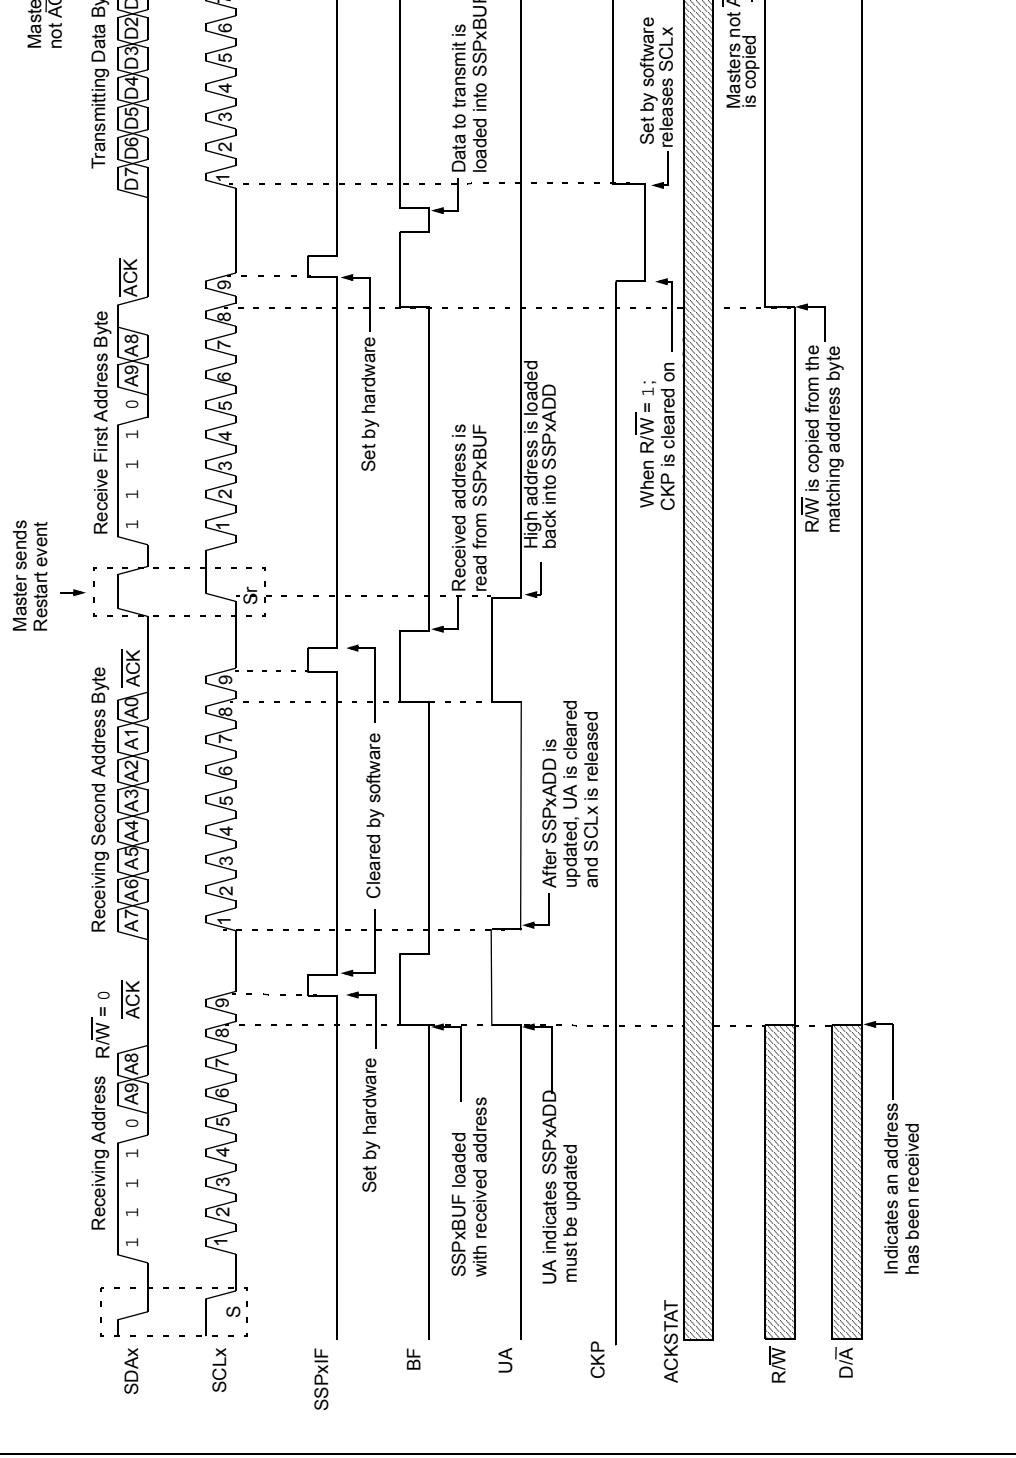 Master sends
Restart event
Receiving Address R/W = 0
Receiving Second Address Byte
Receive First Address Byte
Transmitting Data By
SDAx
1 1 1 1 0 A9 A8 ACK
A7 A6 A5 A4 A3 A2 A1 A0 ACK
1 1 1 1 0 A9 A8 ACK
D7 D6 D5 D4 D3 D2
SCLx
S
1 2 3 4 5 6 7 8 9
1 2 3 4 5 6 7 8 9
Sr
1 2 3 4 5 6 7 8 9
1 2 3 4 5 6
SSPxIF
Set by hardware
Cleared by software
Set by hardware
BF
SSPxBUF loaded
with received address
Received address is
read from SSPxBUF
Data to transmit is
loaded into SSPxBUF
UA
UA indicates SSPxADD
must be updated
After SSPxADD is
updated, UA is cleared
and SCLx is released
High address is loaded
back into SSPxADD
CKP
When R/W = 1;
CKP is cleared on
Set by software
releases SCLx
ACKSTAT
Masters not
is copied
R/W
R/W is copied from the
matching address byte
D/A
Indicates an address
has been received